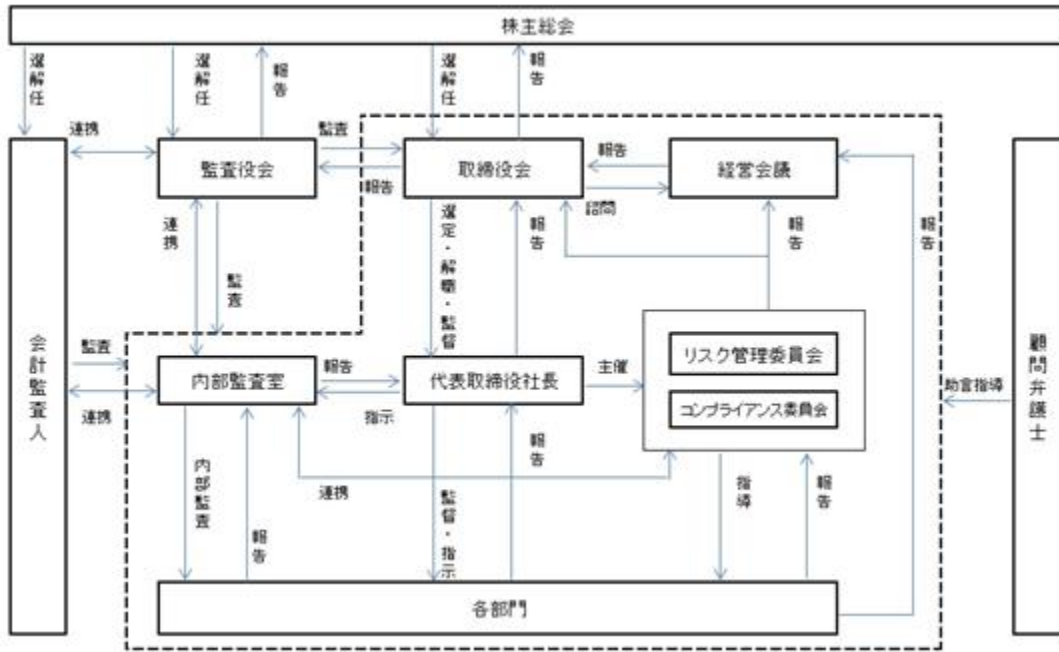 株主総会
選解任
選解任
報告
選解任
報告
連携
監査
報告
監査役会
取締役会
報告
諮問
経営会議
連携
監査
選定・解職・監督
報告
報告
報告
会計監査人
顧問弁護士
監査
連携
内部監査室
報告
指示
代表取締役社長
主催
リスク管理委員会
コンプライアンス委員会
助言指導
内部監査
報告
連携
監督・指示
報告
指導
報告
各部門